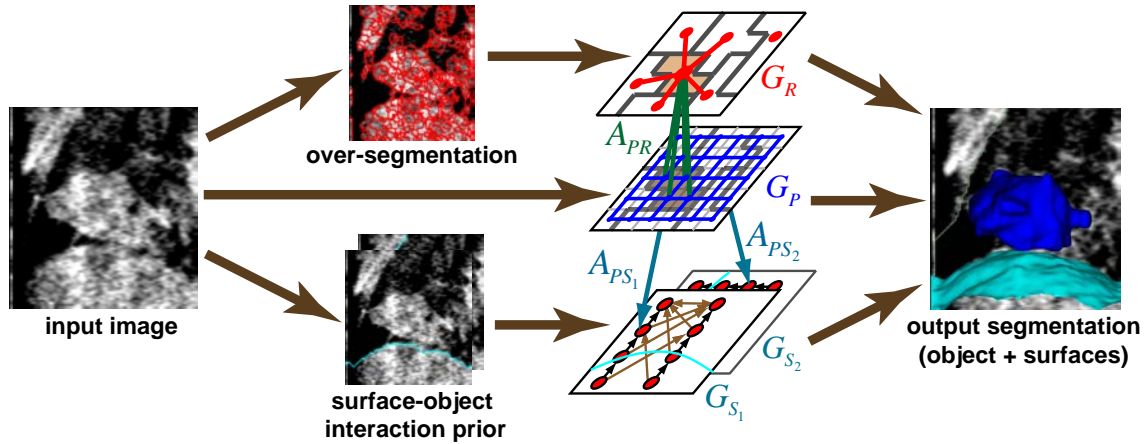 over-segmentation
G_R
A_PR
G_P
A_PS_1
A_PS_2
input image
surface-object
interaction prior
G_S_2
G_S_1
output segmentation
(object + surfaces)